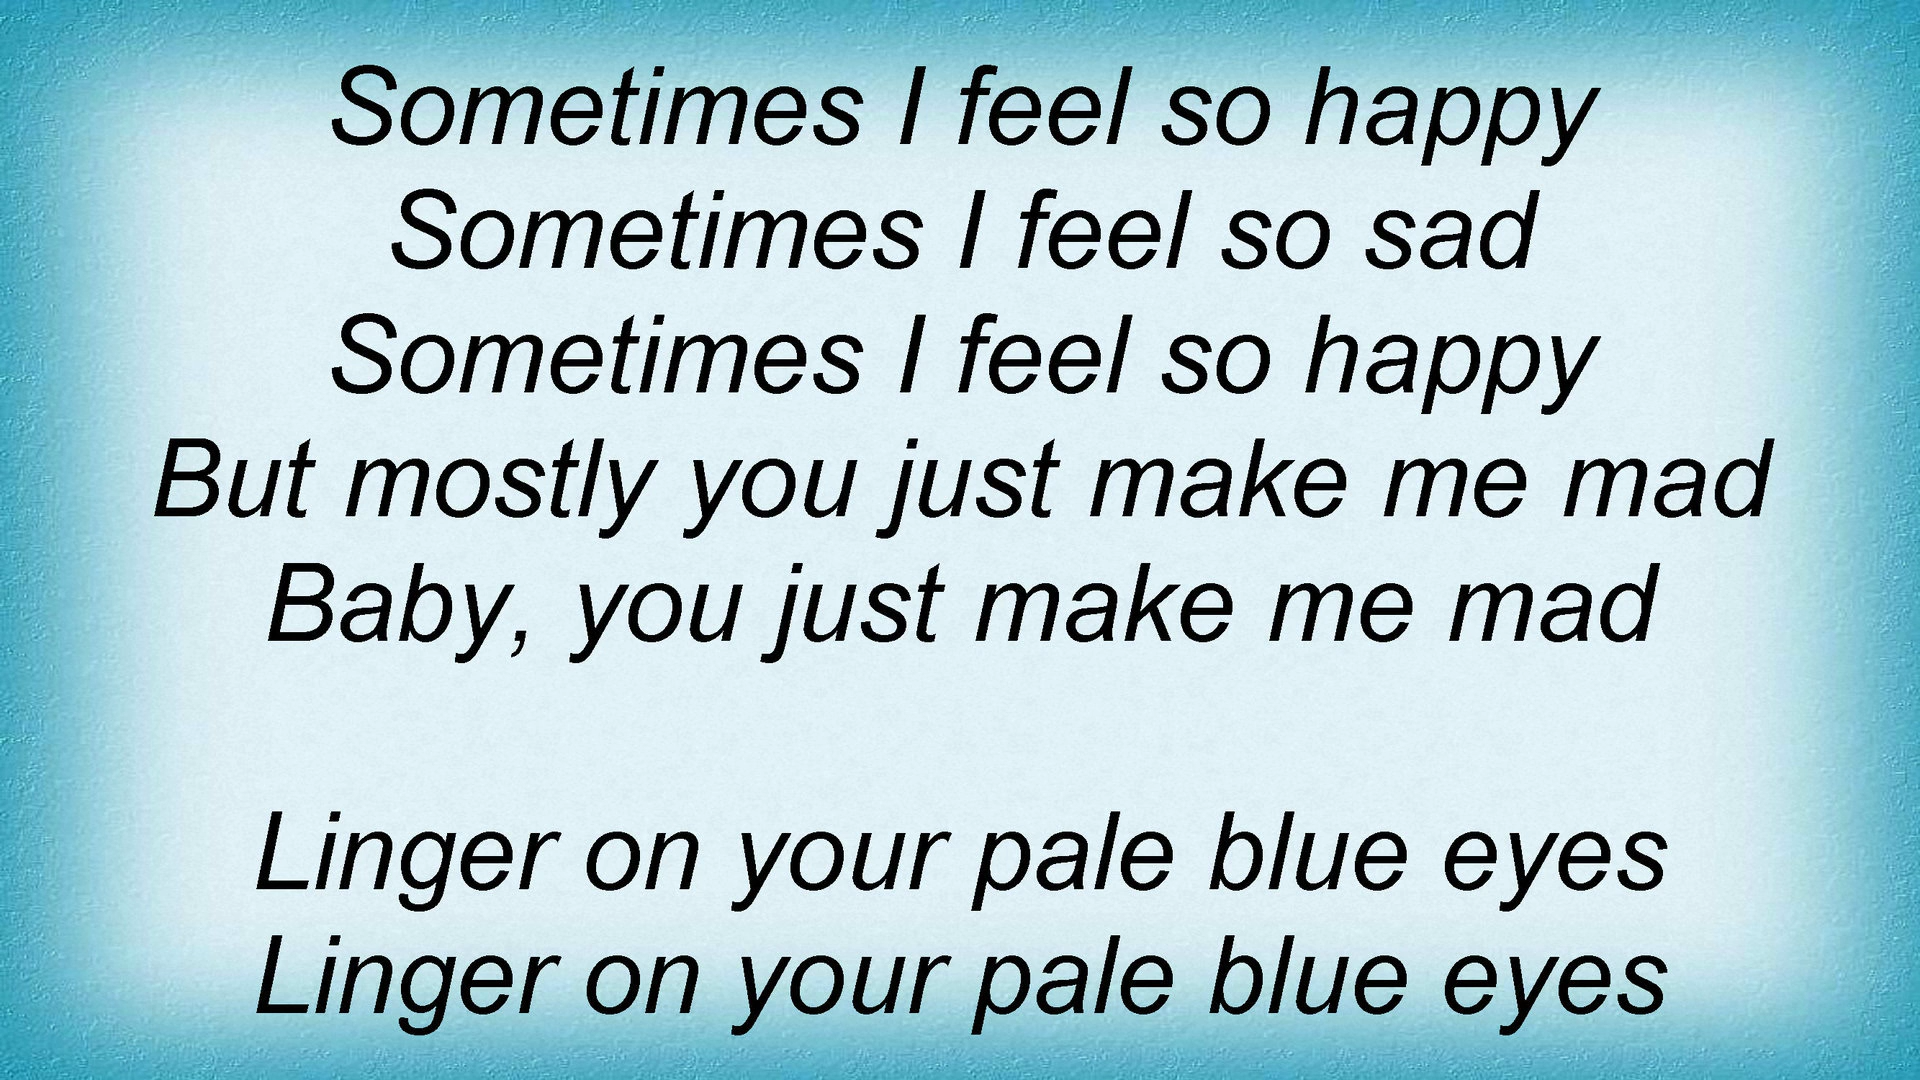 Sometimes I feel so happy
Sometimes I feel so sad
Sometimes I feel so happy
But mostly you just make me mad
Baby, you just make me mad

Linger on your pale blue eyes
Linger on your pale blue eyes